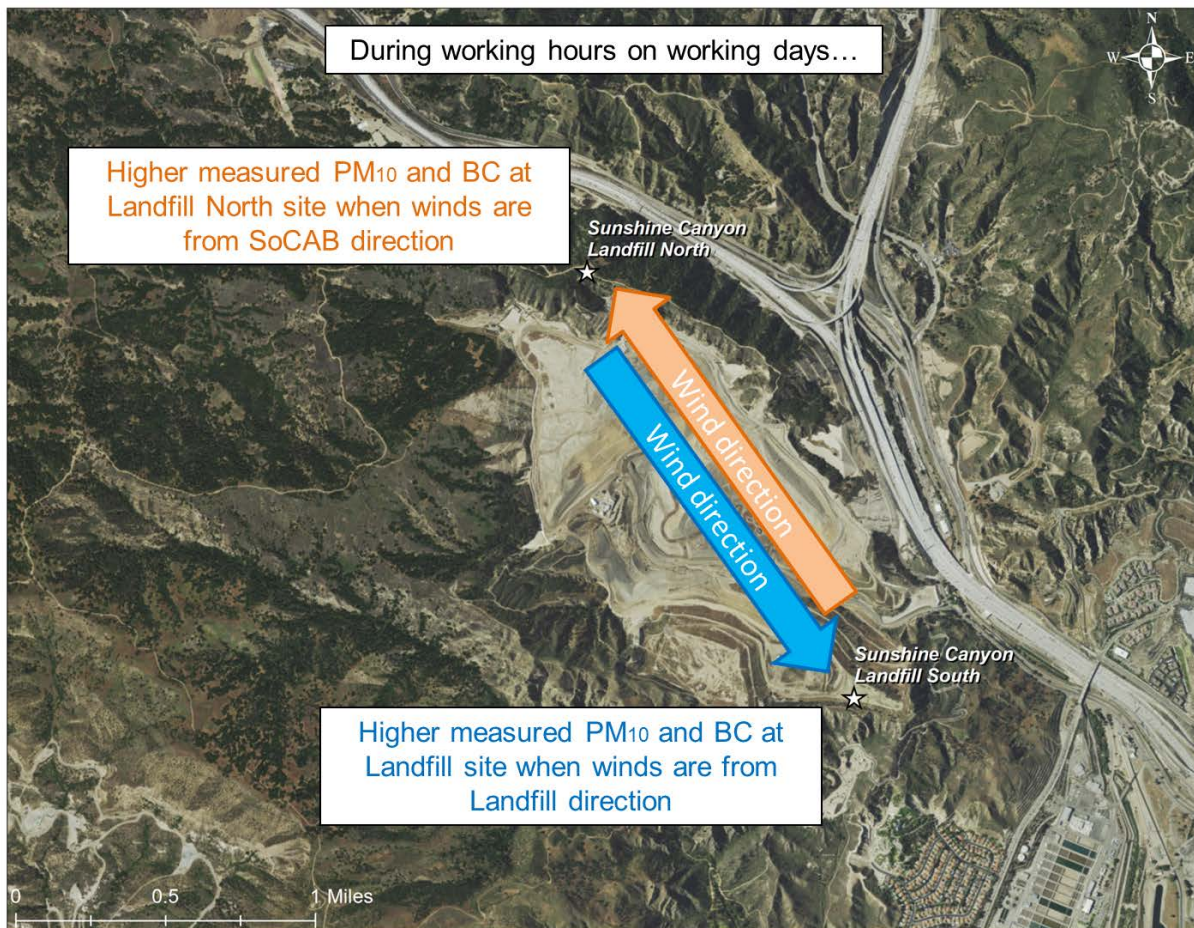 During working hours on working days…
N
W
E
S
Higher measured PM10 and BC at
Landfill North site when winds are
from SoCAB direction
Sunshine Canyon
Landfill North
Wind direction
Wind direction
Sunshine Canyon
Landfill South
Higher measured PM10 and BC at
Landfill site when winds are from
Landfill direction
0 0.5 1 Miles